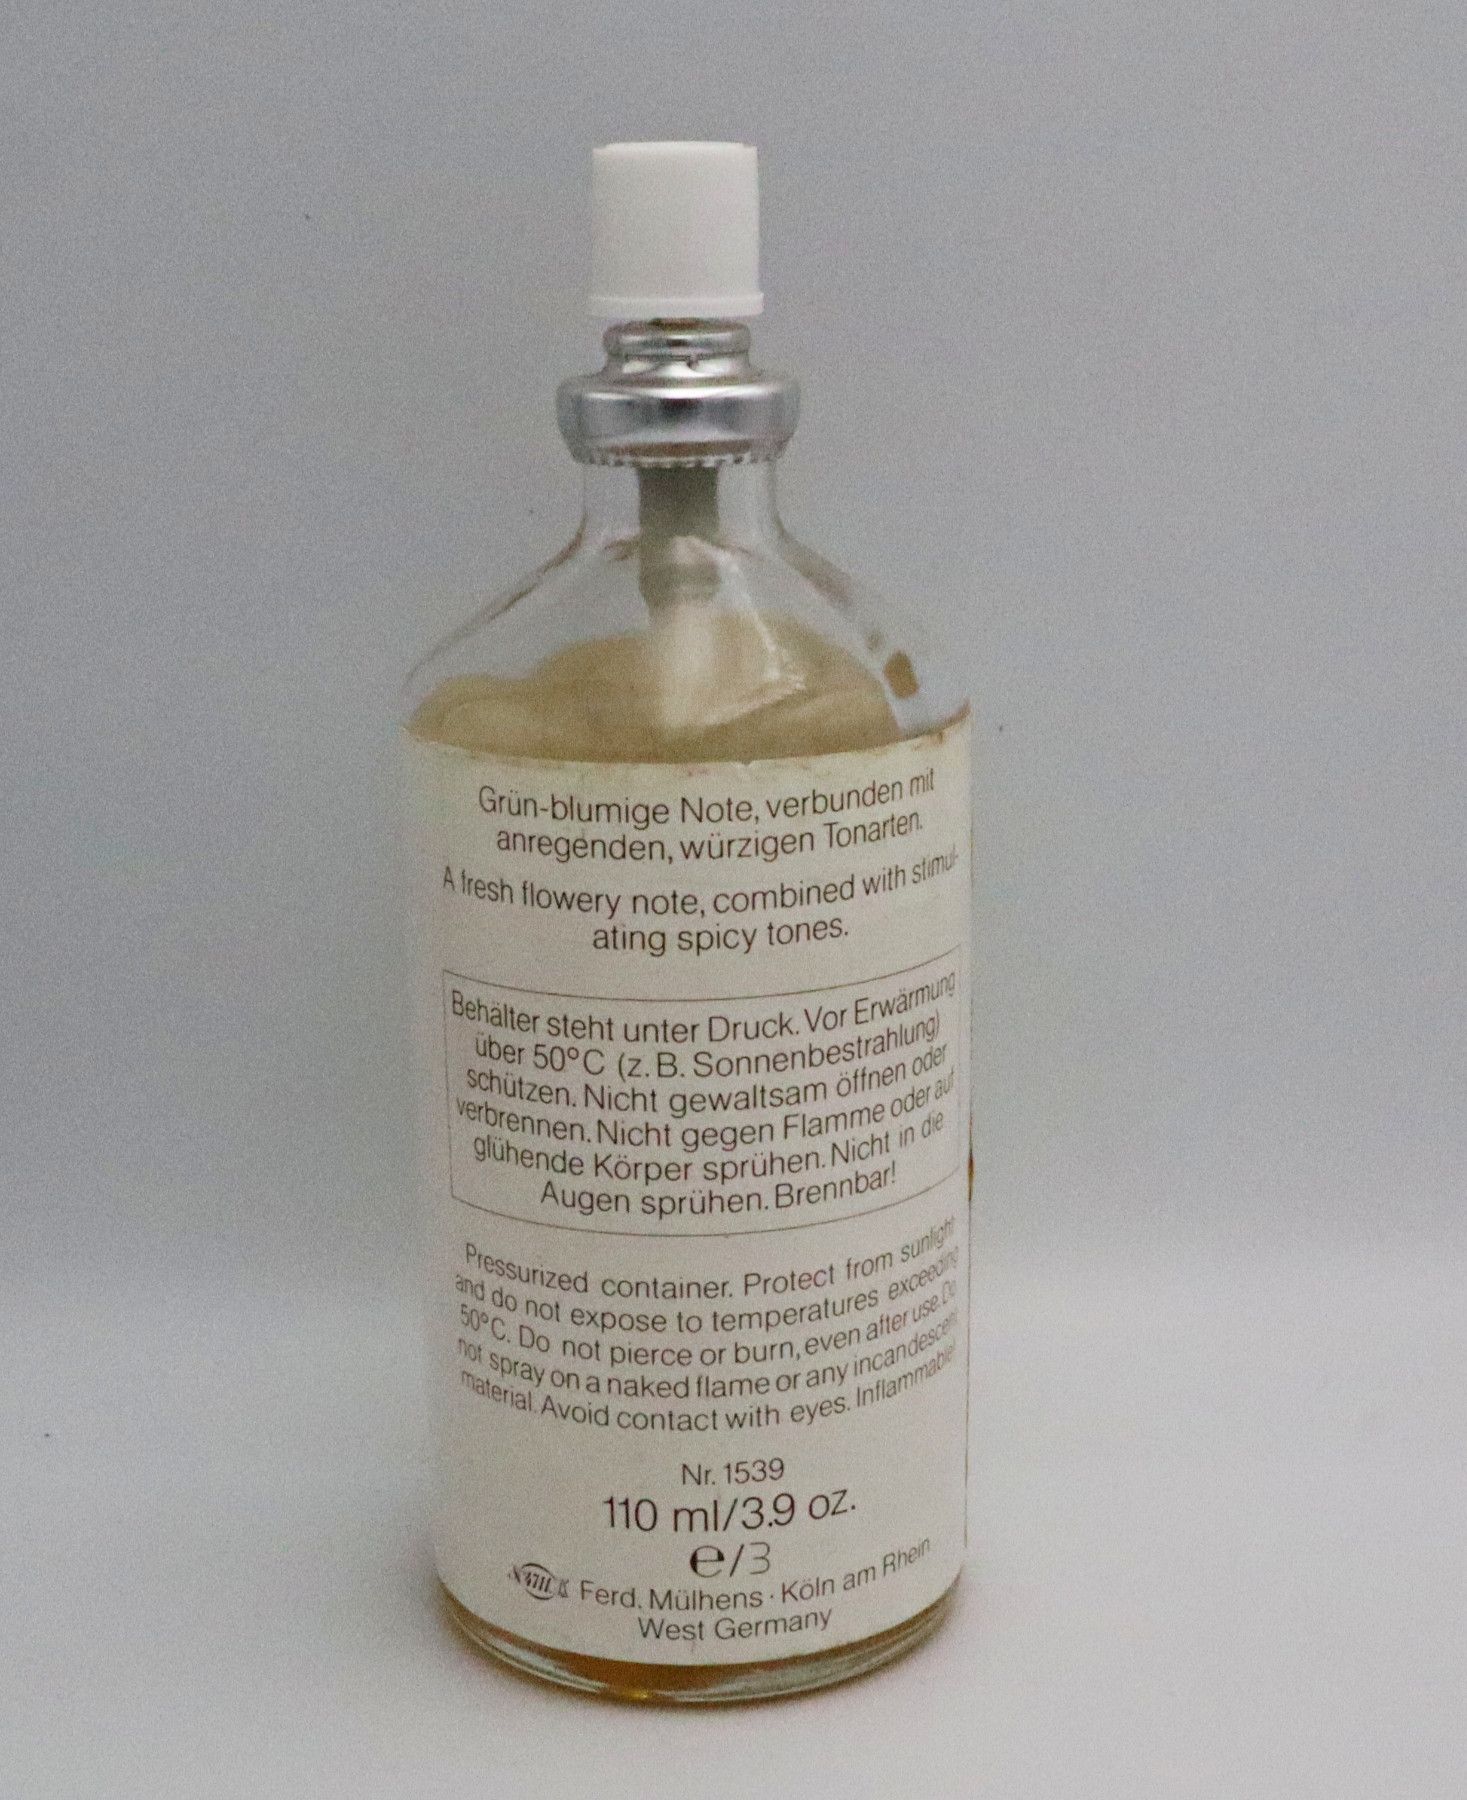 Grün-blumige Note, verbunden mit
anregenden, würzigen Tonarten.
A fresh flowery note, combined with stimul-
ating spicy tones.
Behälter steht unter Druck. Vor Erwärmung
über 50°C (z. B. Sonnenbestrahlung)
schützen. Nicht gewaltsam öffnen oder
verbrennen. Nicht gegen Flamme oder auf
glühende Körper sprühen. Nicht in die
Augen sprühen. Brennbar!
Pressurized container. Protect from sunlight
and do not expose to temperatures exceeding
50°C. Do not pierce or burn, even after use. Do
not spray on a naked flame or any incandescent
material. Avoid contact with eyes. Inflammable!
Nr. 1539
110 ml/3.9 oz.
e/3
4711 Ferd. Mülhens · Köln am Rhein
West Germany